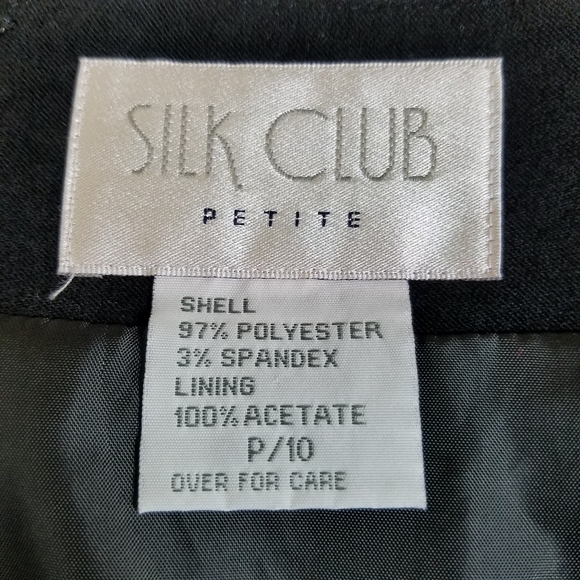 SILK CLUB
PETITE
SHELL
97% POLYESTER
3% SPANDEX
LINING
100% ACETATE
P/10
OVER FOR CARE